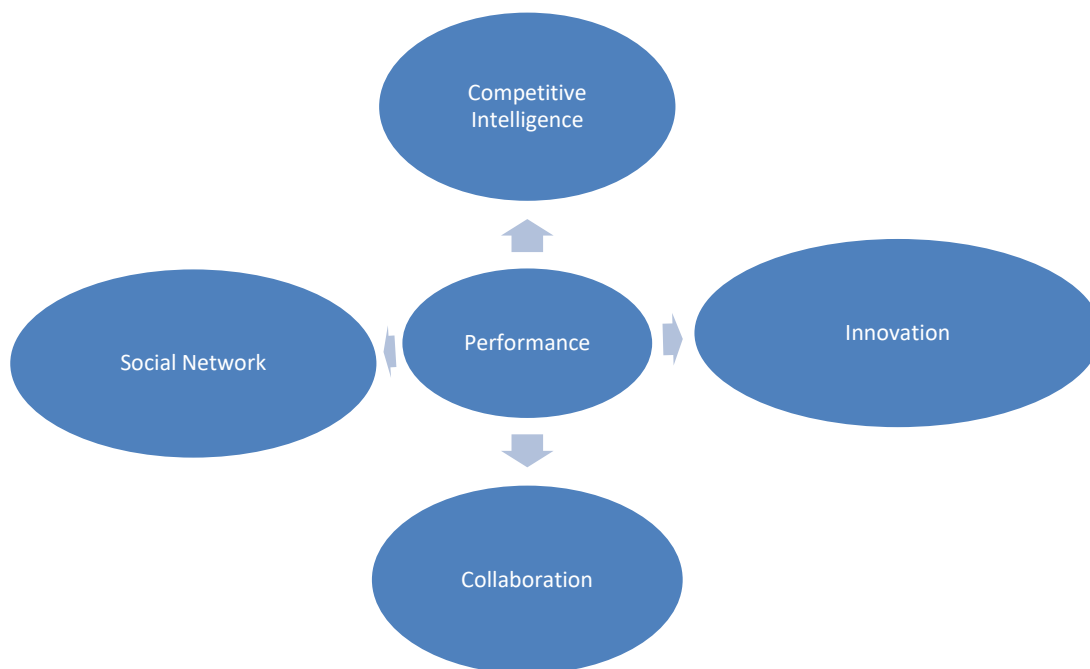 Competitive
Intelligence
Social Network
Performance
Innovation
Collaboration